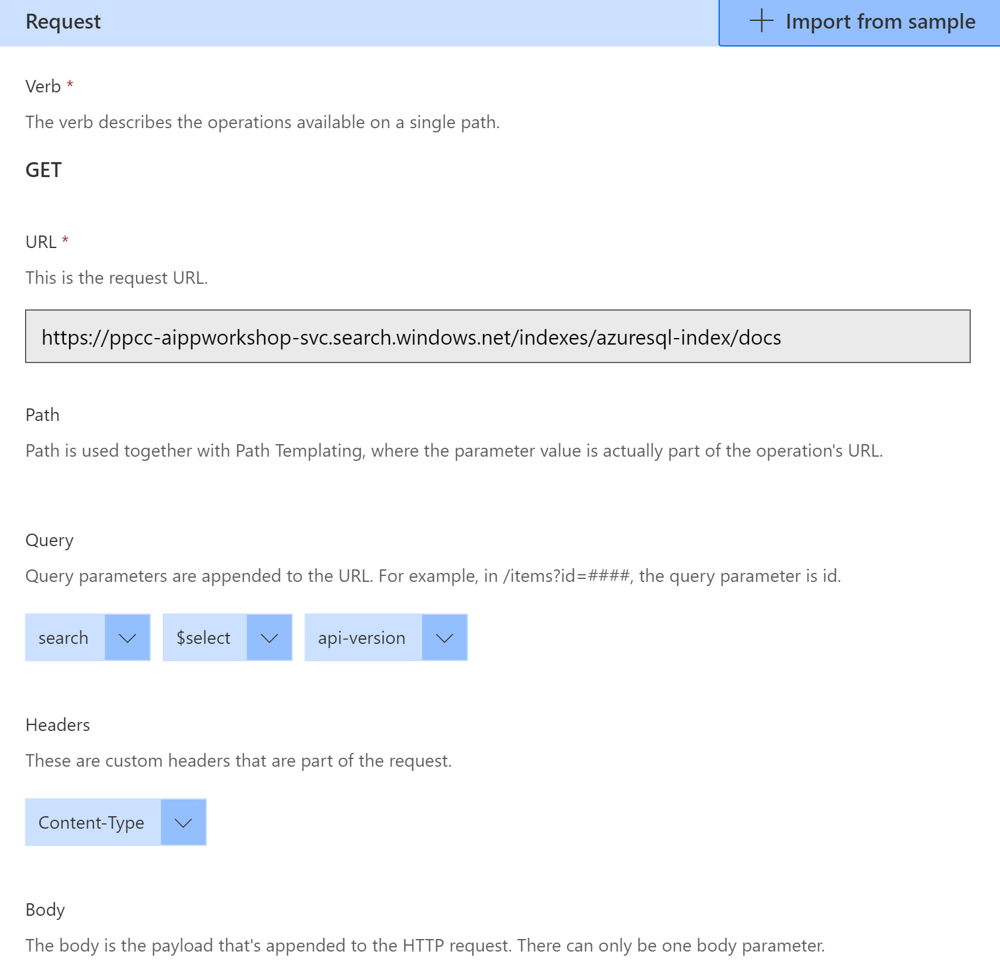 Request
Import from sample
Verb *
The verb describes the operations available on a single path.
GET
URL *
This is the request URL.
https://ppcc-aippworkshop-svc.search.windows.net/indexes/azuresql-index/docs
Path
Path is used together with Path Templating, where the parameter value is actually part of the operation's URL.
Query
Query parameters are appended to the URL. For example, in /items?id=####, the query parameter is id.
search $select api-version
Headers
These are custom headers that are part of the request.
Content-Type
Body
The body is the payload that's appended to the HTTP request. There can only be one body parameter.